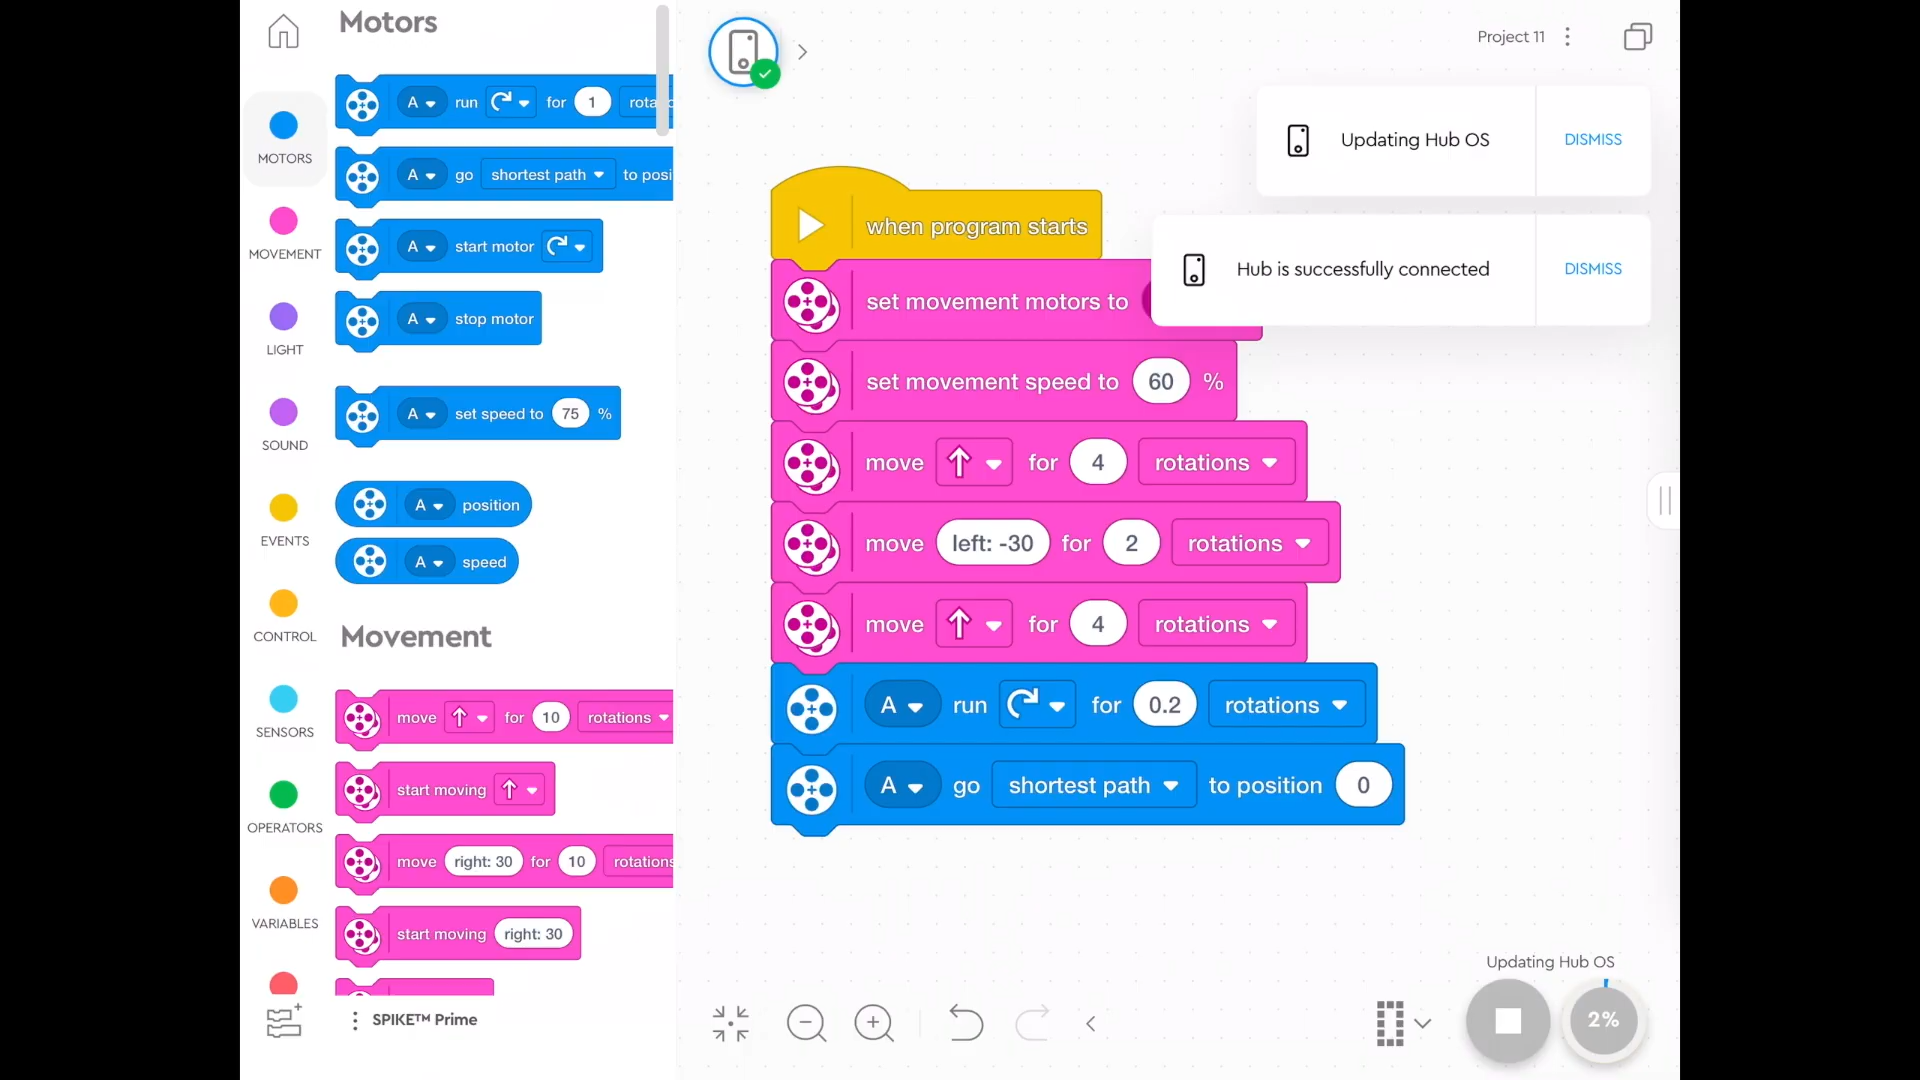 Motors
MOTORS
MOVEMENT
LIGHT
SOUND
EVENTS
CONTROL
SENSORS
OPERATORS
VARIABLES
A run for 1
A go shortest path to
A start motor
A stop motor
A set speed to 75 %
A position
A speed
Movement
move for 10 rotations
start moving
move right: 30 for 10 rotations
start moving right: 30
SPIKE™ Prime
Project 11
Updating Hub OS DISMISS
Hub is successfully connected DISMISS
when program starts
set movement motors to
set movement speed to 60 %
move for 4 rotations
move left: -30 for 2 rotations
move for 4 rotations
A run for 0.2 rotations
A go shortest path to position 0
Updating Hub OS
2%